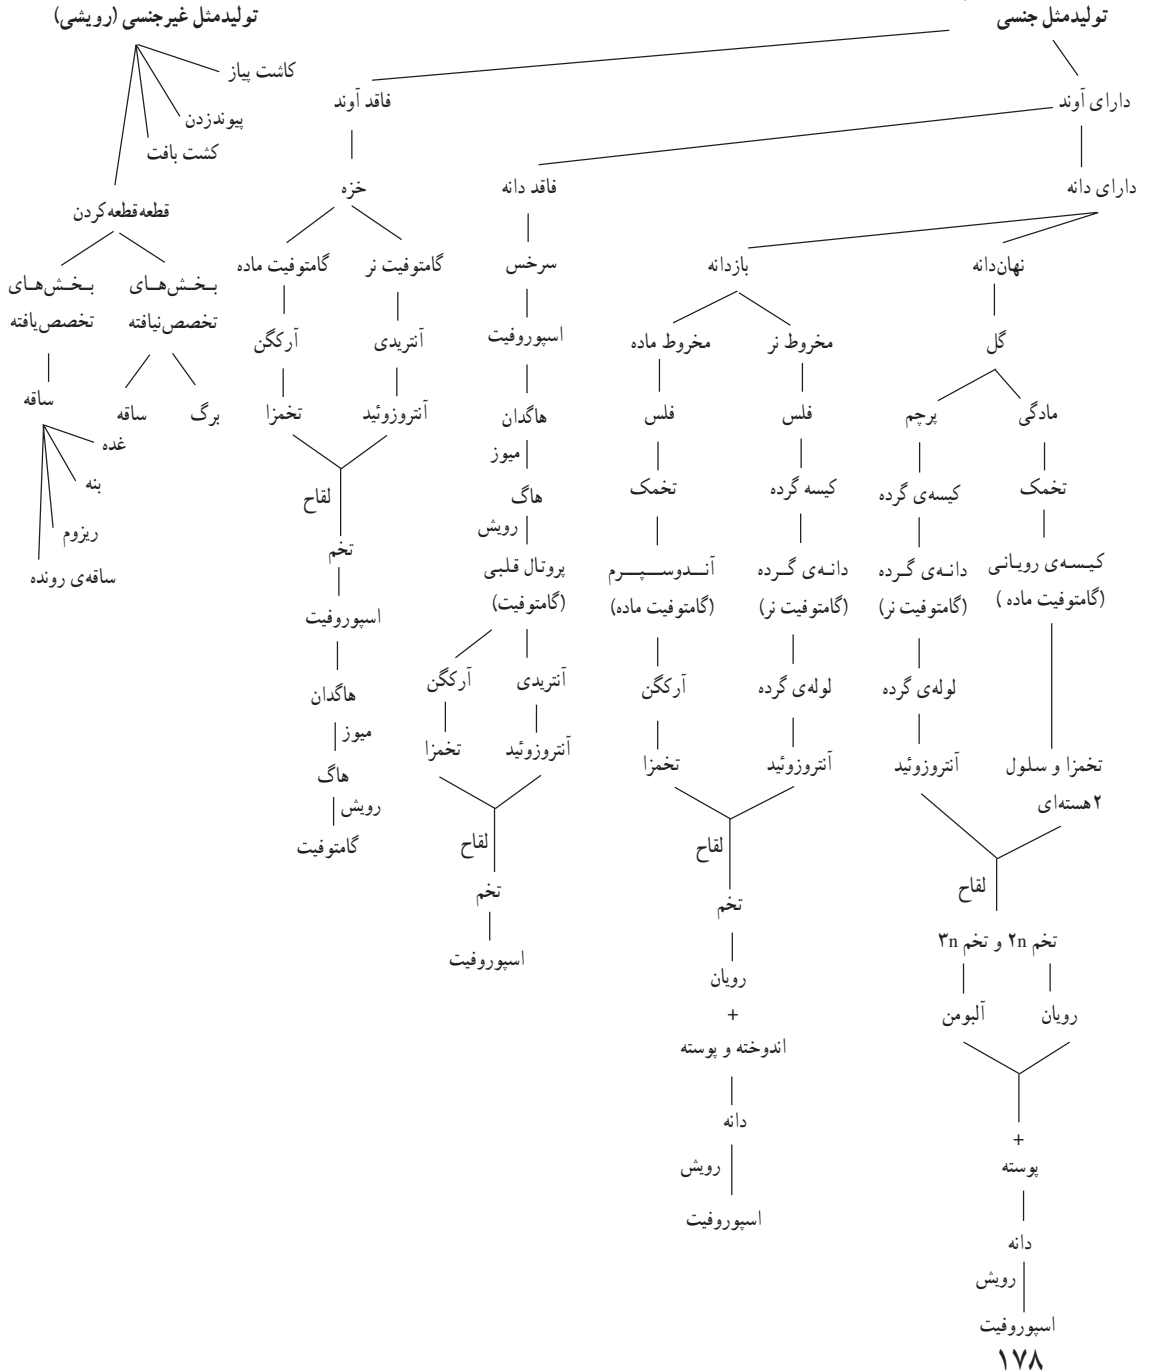 تولیدمثل جنسی
تولیدمثل غیرجنسی (رویشی)
دارای آوند
فاقد آوند
دارای دانه
فاقد دانه
نهان‌دانه
بازدانه
گل
مادگی
پرچم
تخمک
کیسه‌ی گرده
کیسه‌ی رویانی
(گامتوفیت ماده )
دانه‌ی گرده
(گامتوفیت نر)
لوله‌ی گرده
تخمزا و سلول
۲هسته‌ای
آنتروزوئید
لقاح
تخم ۲n و تخم ۳n
رویان
آلبومن
+
پوسته
دانه
رویش
اسپوروفیت
مخروط نر
مخروط ماده
فلس
فلس
کیسه گرده
تخمک
دانه‌ی گرده
(گامتوفیت نر)
آندوسپرم
(گامتوفیت ماده)
لوله‌ی گرده
آرکگن
آنتروزوئید
تخمزا
لقاح
تخم
رویان
+
اندوخته و پوسته
دانه
رویش
اسپوروفیت
سرخس
اسپوروفیت
هاگدان
میوز
هاگ
رویش
پروتال قلبی
(گامتوفیت)
آنتریدی
آرکگن
آنتروزوئید
تخمزا
لقاح
تخم
اسپوروفیت
خزه
گامتوفیت نر
گامتوفیت ماده
آنتریدی
آرکگن
آنتروزوئید
تخمزا
لقاح
تخم
اسپوروفیت
هاگدان
میوز
هاگ
رویش
گامتوفیت
کاشت پیاز
پیوندزدن
کشت بافت
قطعه‌قطعه‌کردن
بخش‌های
تخصص‌نیافته
بخش‌های
تخصص‌یافته
برگ
ساقه
ساقه
غده
بنه
ریزوم
ساقه‌ی رونده
۱۷۸